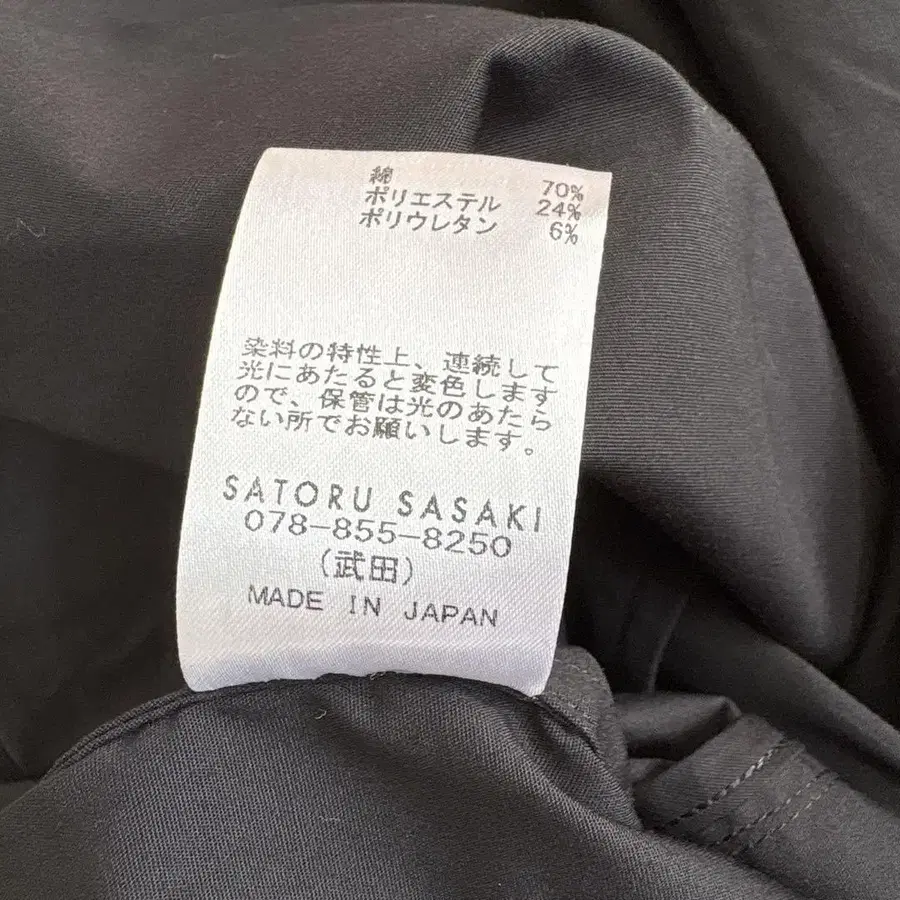 綿 70%
ポリエステル 24%
ポリウレタン 6%
染料の特性上、連続して
光にあたると変色します
ので、保管は光のあたら
ない所でお願いします。
SATORU SASAKI
078-855-8250
(武田)
MADE IN JAPAN